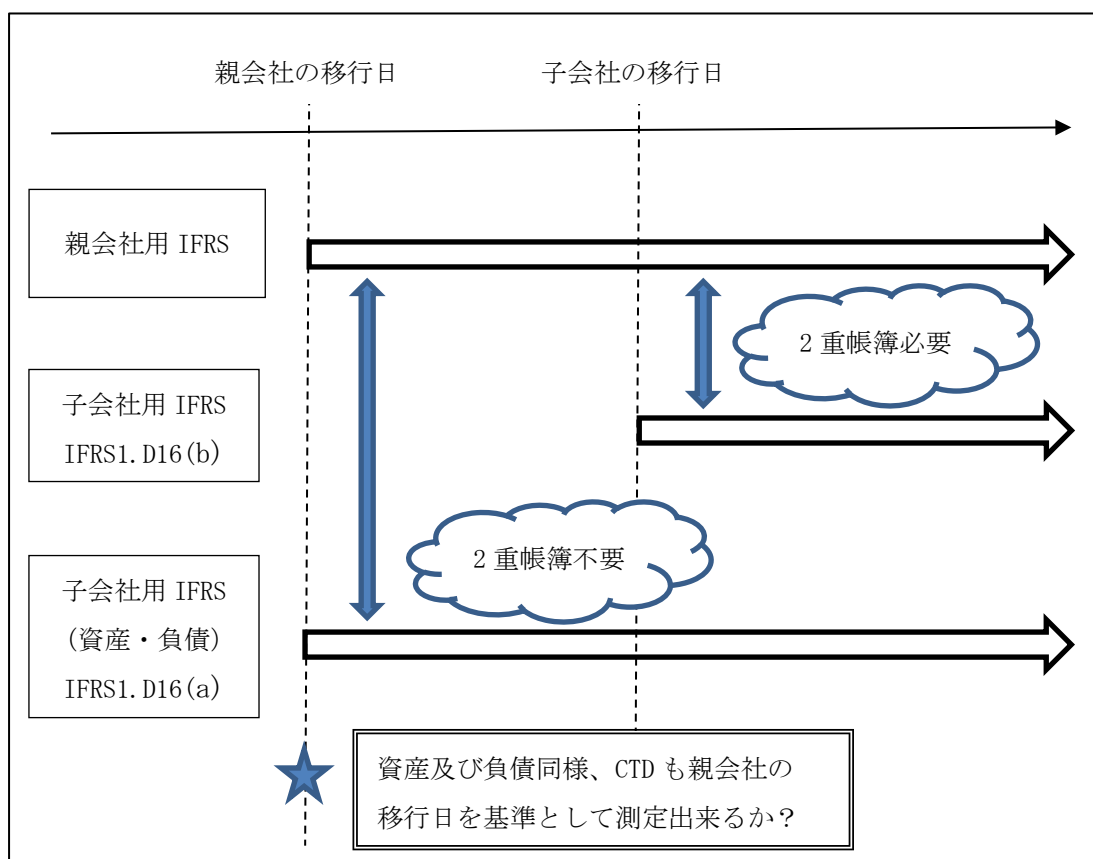 親会社の移行日
子会社の移行日
親会社用 IFRS
2 重帳簿必要
子会社用 IFRS
IFRS1.D16(b)
2 重帳簿不要
子会社用 IFRS
(資産・負債)
IFRS1.D16(a)
資産及び負債同様、CTD も親会社の
移行日を基準として測定出来るか？